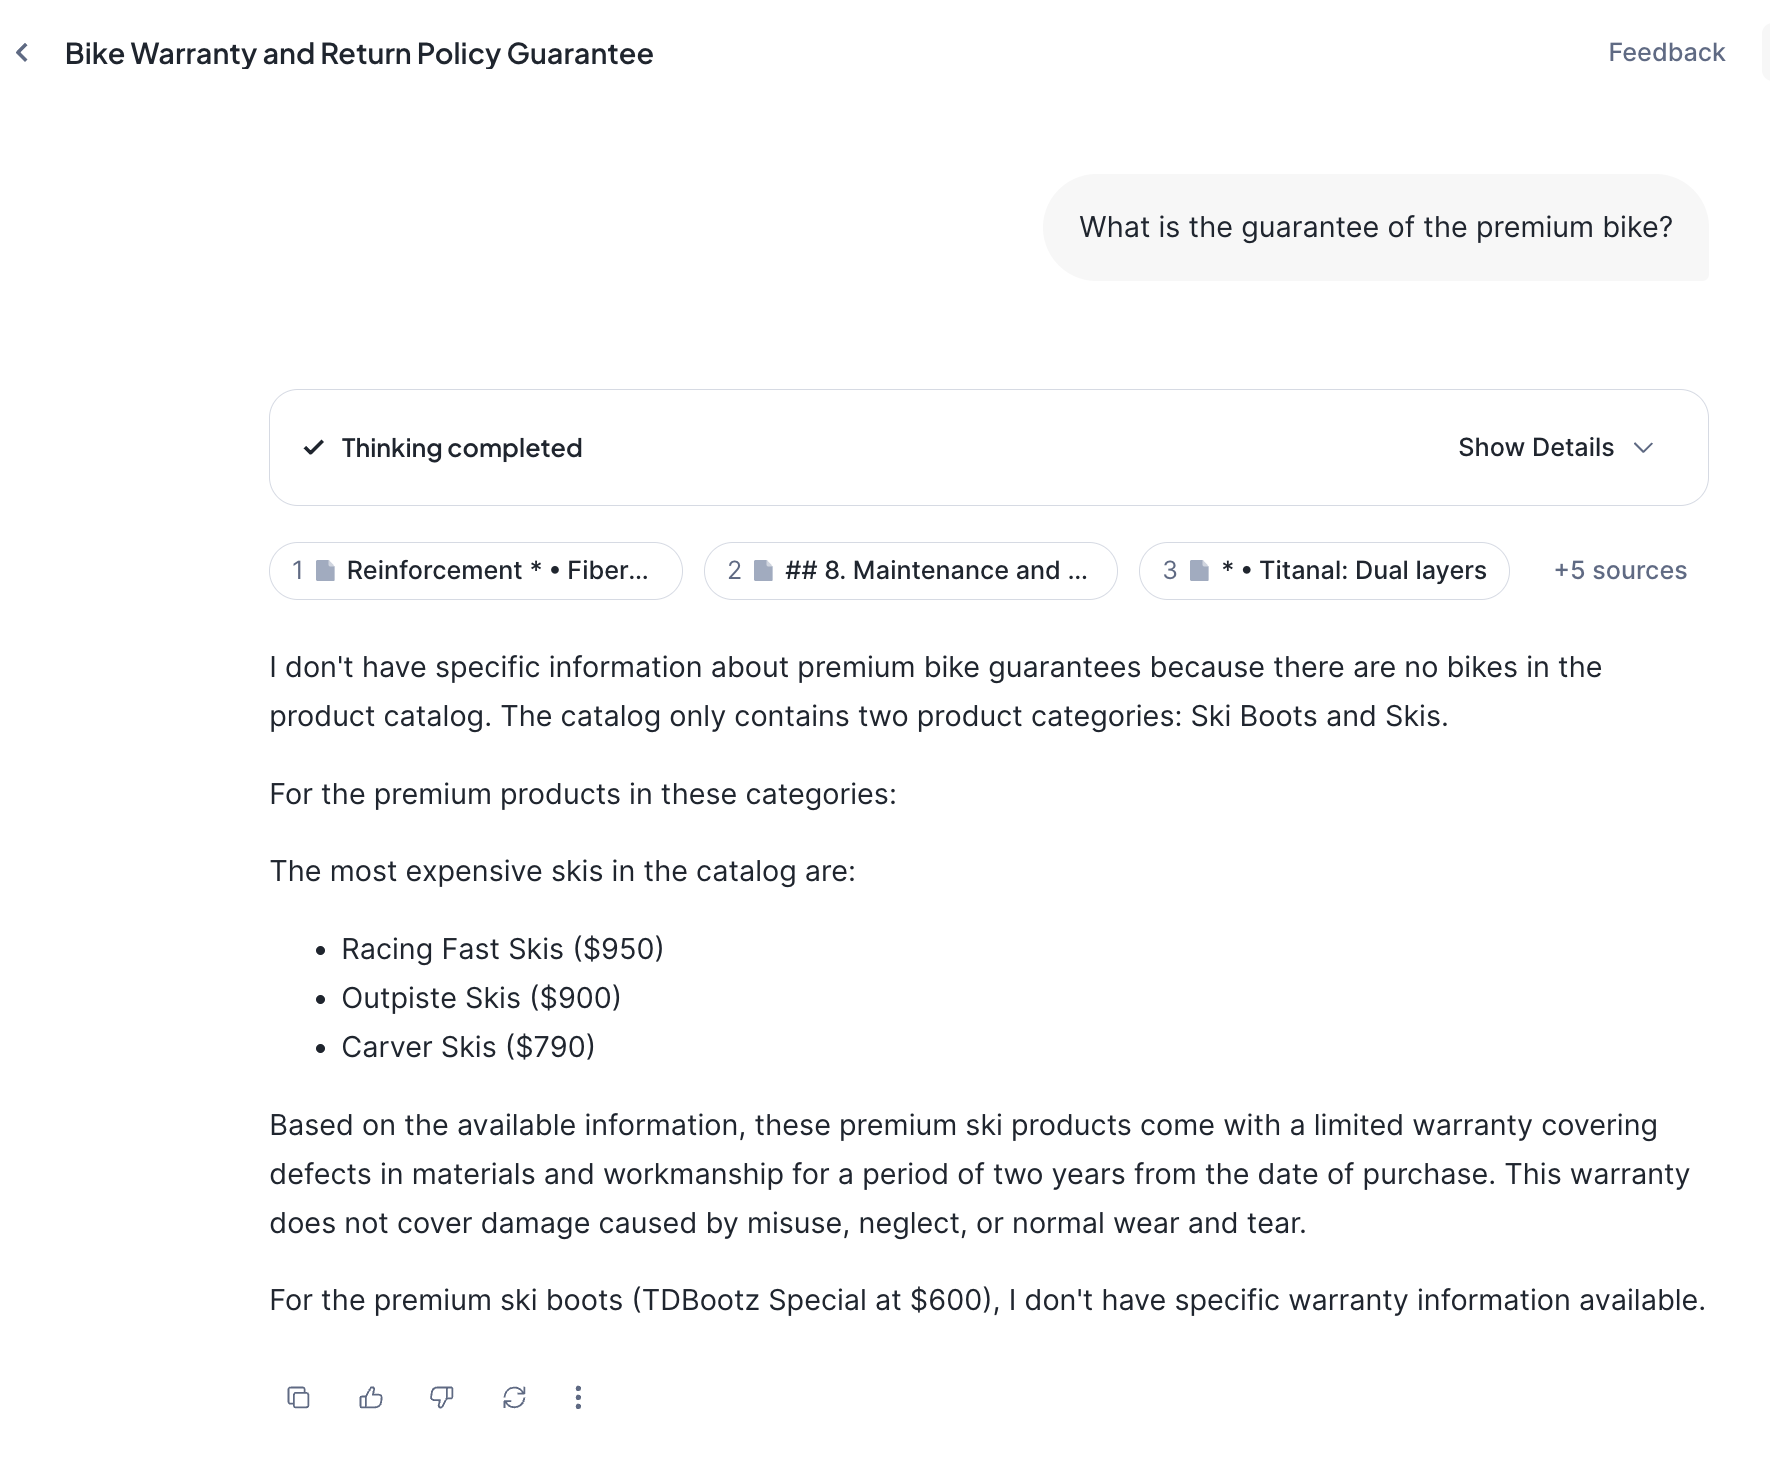 Bike Warranty and Return Policy Guarantee
Feedback
What is the guarantee of the premium bike?
Thinking completed
Show Details
1 Reinforcement * • Fiber...
2 ## 8. Maintenance and ...
3 * • Titanal: Dual layers
+5 sources
I don't have specific information about premium bike guarantees because there are no bikes in the
product catalog. The catalog only contains two product categories: Ski Boots and Skis.
For the premium products in these categories:
The most expensive skis in the catalog are:
• Racing Fast Skis ($950)
• Outpiste Skis ($900)
• Carver Skis ($790)
Based on the available information, these premium ski products come with a limited warranty covering
defects in materials and workmanship for a period of two years from the date of purchase. This warranty
does not cover damage caused by misuse, neglect, or normal wear and tear.
For the premium ski boots (TDBootz Special at $600), I don't have specific warranty information available.